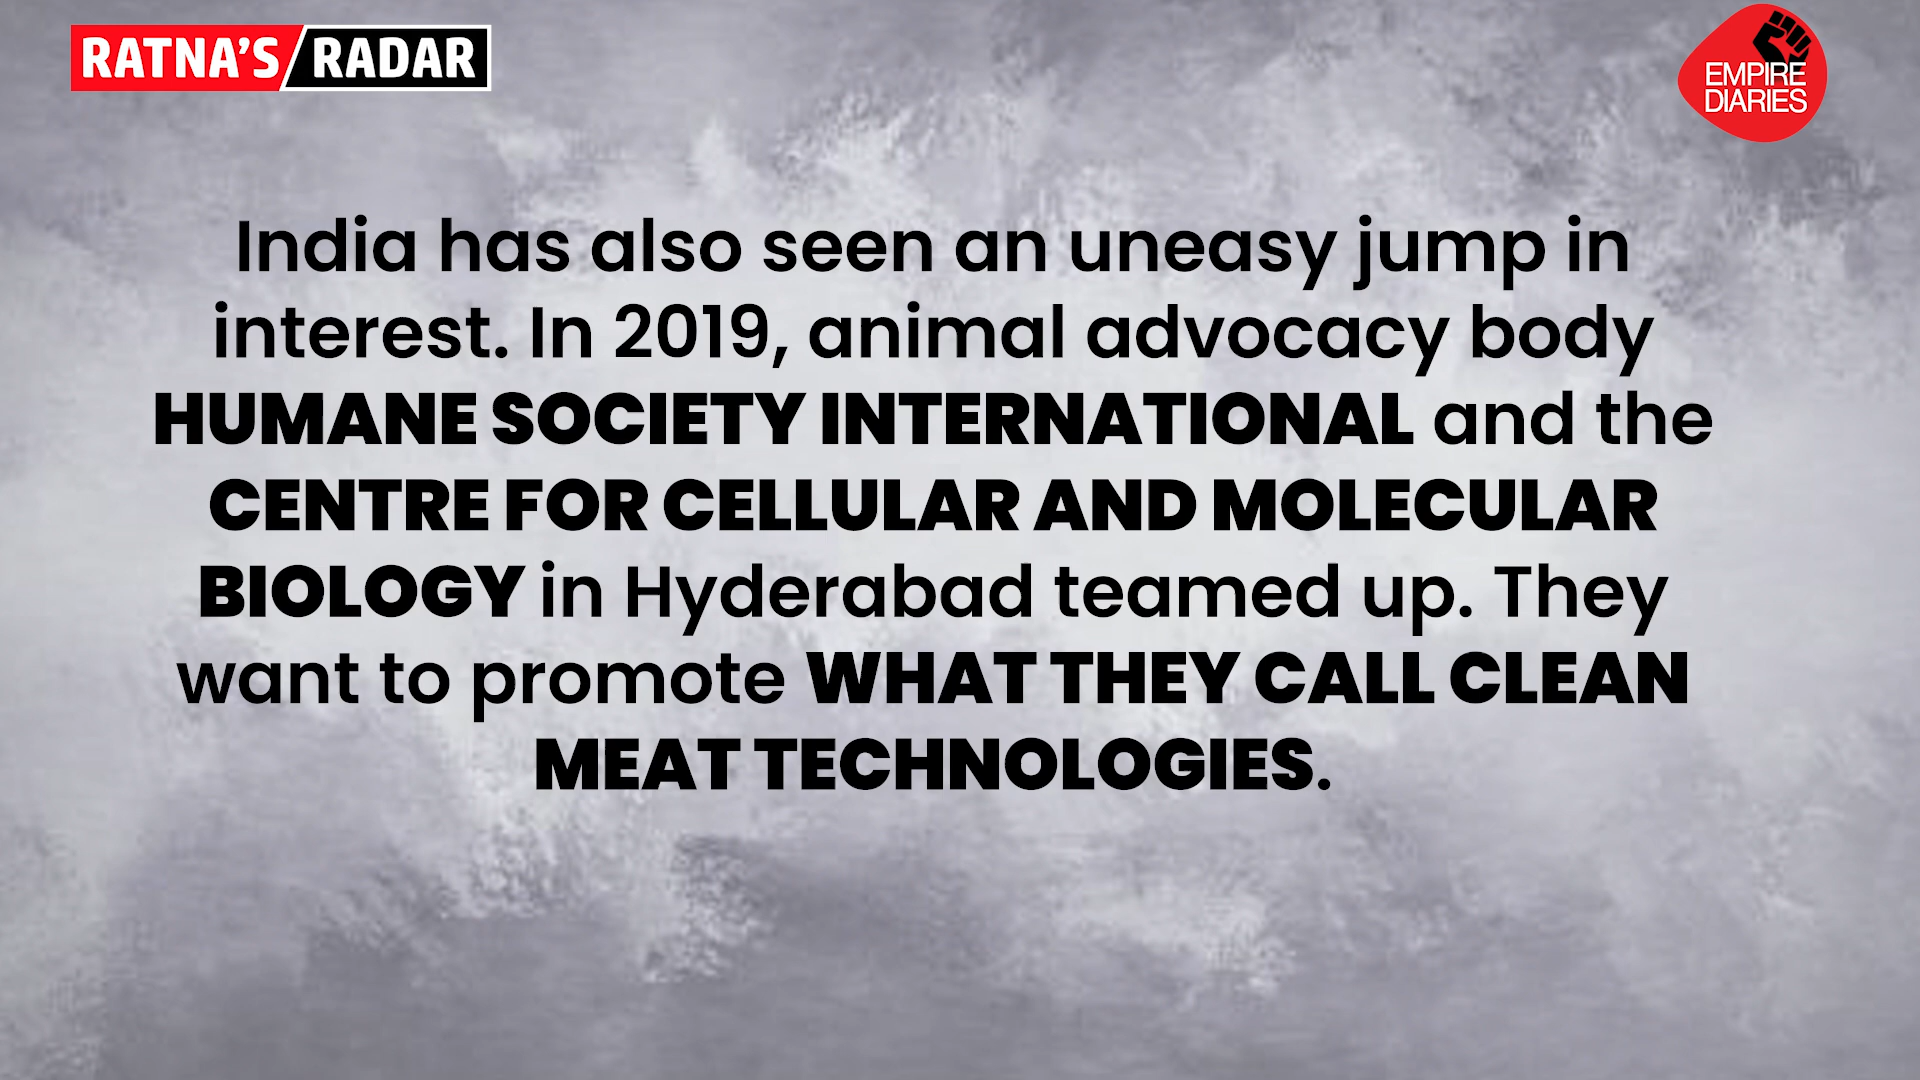 RATNA'S RADAR
EMPIRE
DIARIES
India has also seen an uneasy jump in
interest. In 2019, animal advocacy body
HUMANE SOCIETY INTERNATIONAL and the
CENTRE FOR CELLULAR AND MOLECULAR
BIOLOGY in Hyderabad teamed up. They
want to promote WHAT THEY CALL CLEAN
MEAT TECHNOLOGIES.